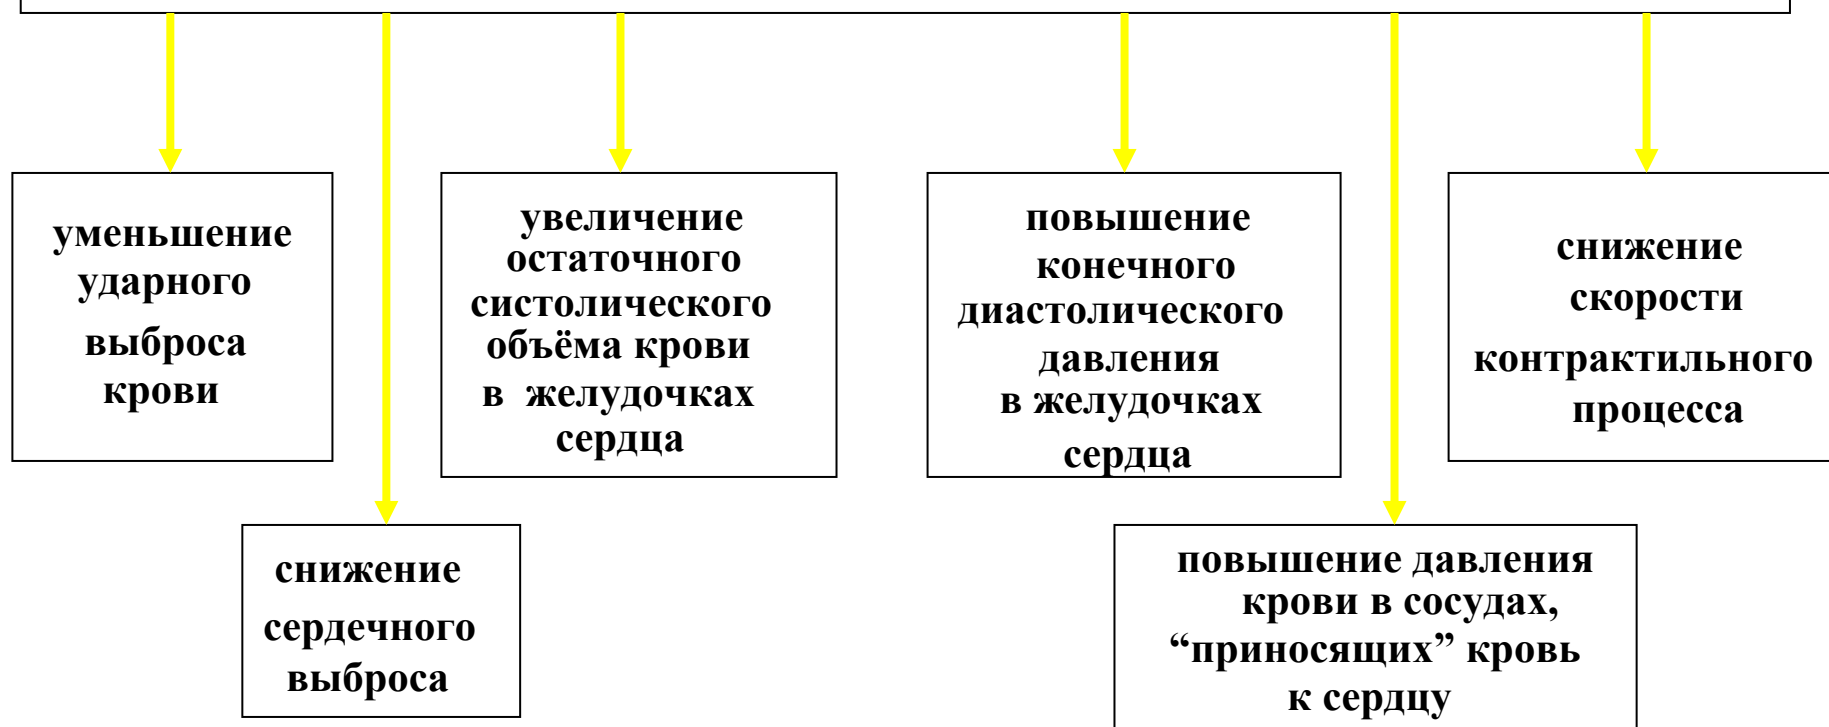 уменьшение
ударного
выброса
крови
увеличение
остаточного
систолического
объёма крови
в желудочках
сердца
повышение
конечного
диастолического
давления
в желудочках
сердца
снижение
скорости
контрактильного
процесса
снижение
сердечного
выброса
повышение давления
крови в сосудах,
“приносящих” кровь
к сердцу